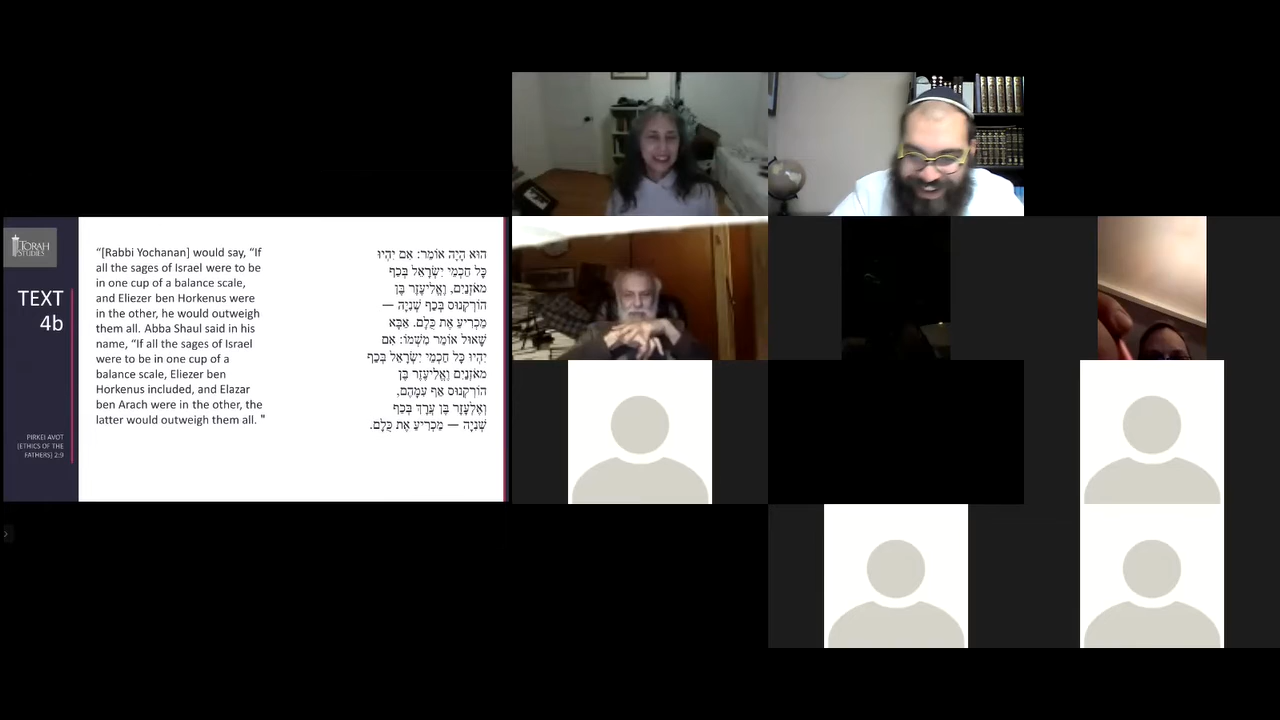 TORAH
STUDIES
TEXT
4b
PIRKEI AVOT
[ETHICS OF THE
FATHERS] 2:9
“[Rabbi Yochanan] would say, “If
all the sages of Israel were to be
in one cup of a balance scale,
and Eliezer ben Horkenus were
in the other, he would outweigh
them all. Abba Shaul said in his
name, “If all the sages of Israel
were to be in one cup of a
balance scale, Eliezer ben
Horkenus included, and Elazar
ben Arach were in the other, the
latter would outweigh them all. "
הוּא הָיָה אוֹמֵר: אִם יִהְיוּ
כָּל חַכְמֵי יִשְׂרָאֵל בְּכַף
מֹאזְנַיִם, וֶאֱלִיעֶזֶר בֶּן
הוֹרְקְנוּס בְּכַף שְׁנִיָּה —
מַכְרִיעַ אֶת כֻּלָּם. אַבָּא
שָׁאוּל אוֹמֵר מִשְּׁמוֹ: אִם
יִהְיוּ כָּל חַכְמֵי יִשְׂרָאֵל בְּכַף
מֹאזְנַיִם וֶאֱלִיעֶזֶר בֶּן
הוֹרְקְנוּס אַף עִמָּהֶם,
וְאֶלְעָזָר בֶּן עֲרָךְ בְּכַף
שְׁנִיָּה — מַכְרִיעַ אֶת כֻּלָּם.